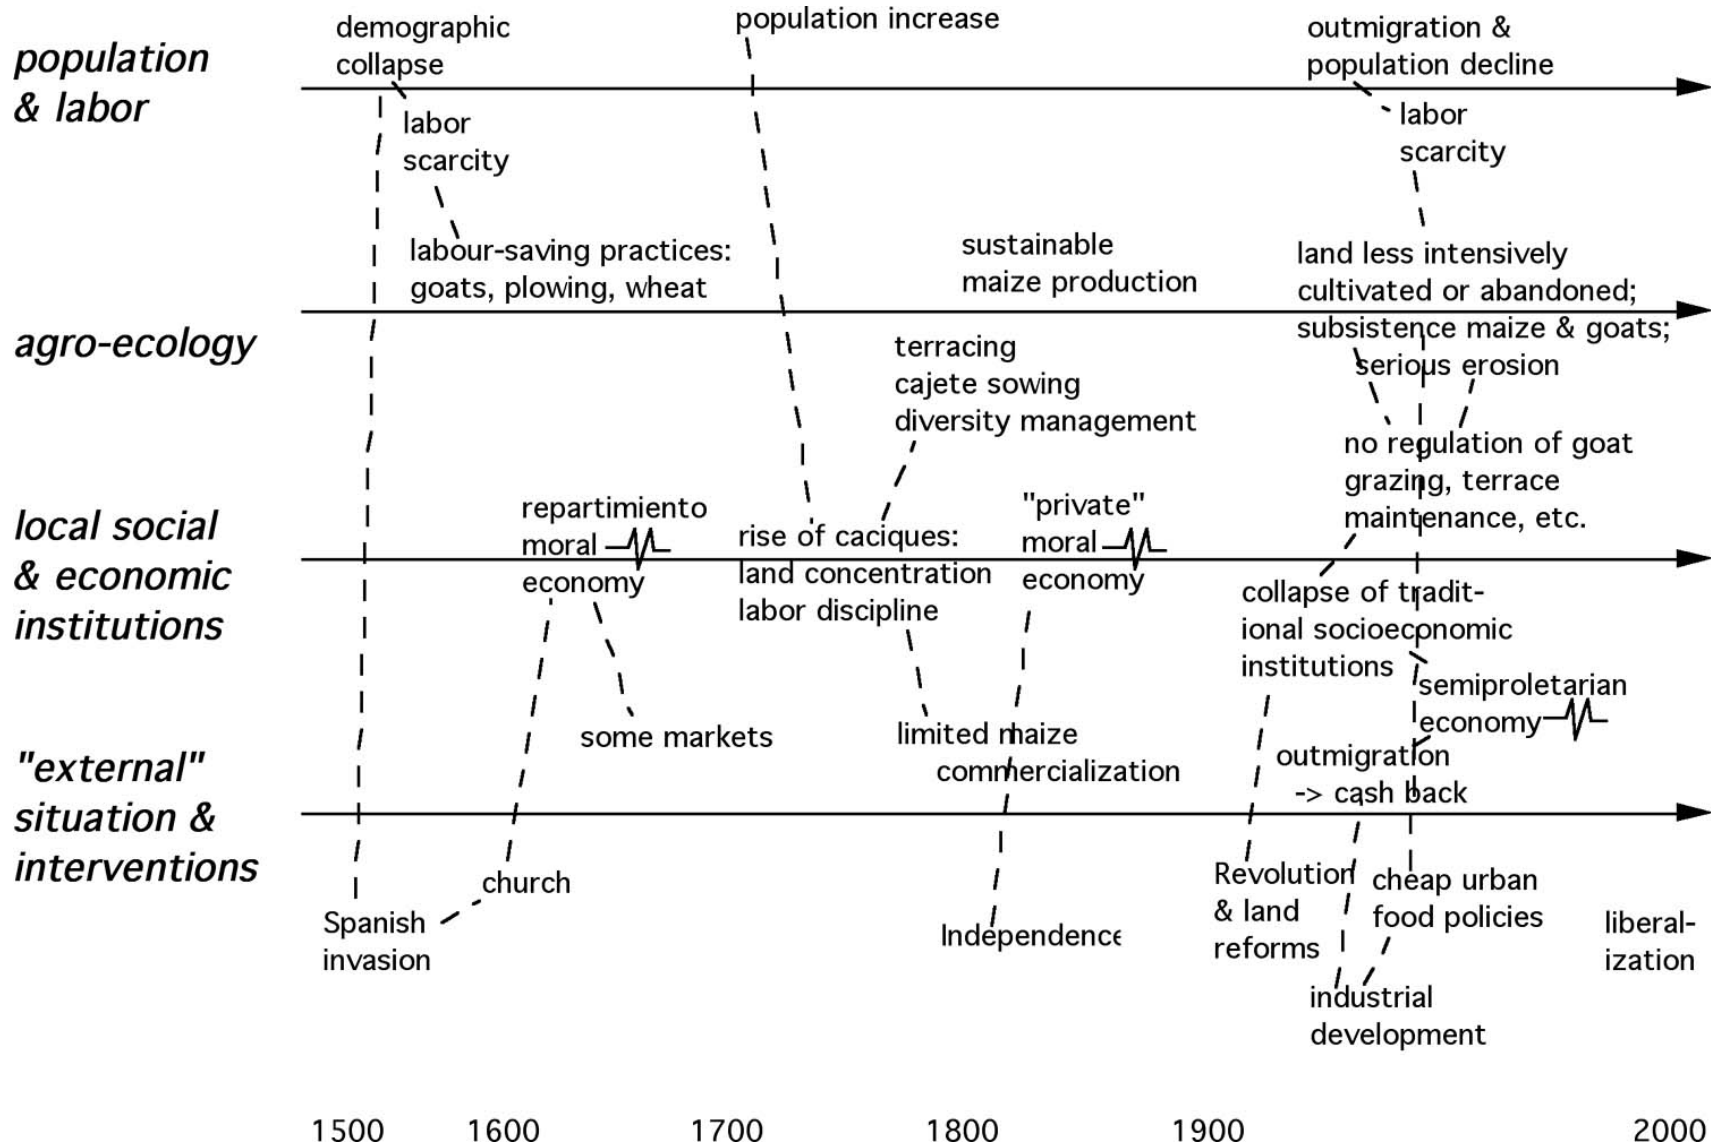 population
& labor
demographic
collapse
labor
scarcity
population increase
outmigration &
population decline
labor
scarcity
agro-ecology
labour-saving practices:
goats, plowing, wheat
sustainable
maize production
terracing
cajete sowing
diversity management
land less intensively
cultivated or abandoned;
subsistence maize & goats;
serious erosion
no regulation of goat
grazing, terrace
maintenance, etc.
local social
& economic
institutions
repartimiento
moral
economy
rise of caciques:
land concentration
labor discipline
"private"
moral
economy
collapse of tradit-
ional socioeconomic
institutions
semiproletarian
economy
"external"
situation &
interventions
some markets
limited maize
commercialization
outmigration
-> cash back
church
Spanish
invasion
Independence
Revolution
& land
reforms
cheap urban
food policies
industrial
development
liberal-
ization
1500 1600 1700 1800 1900 2000